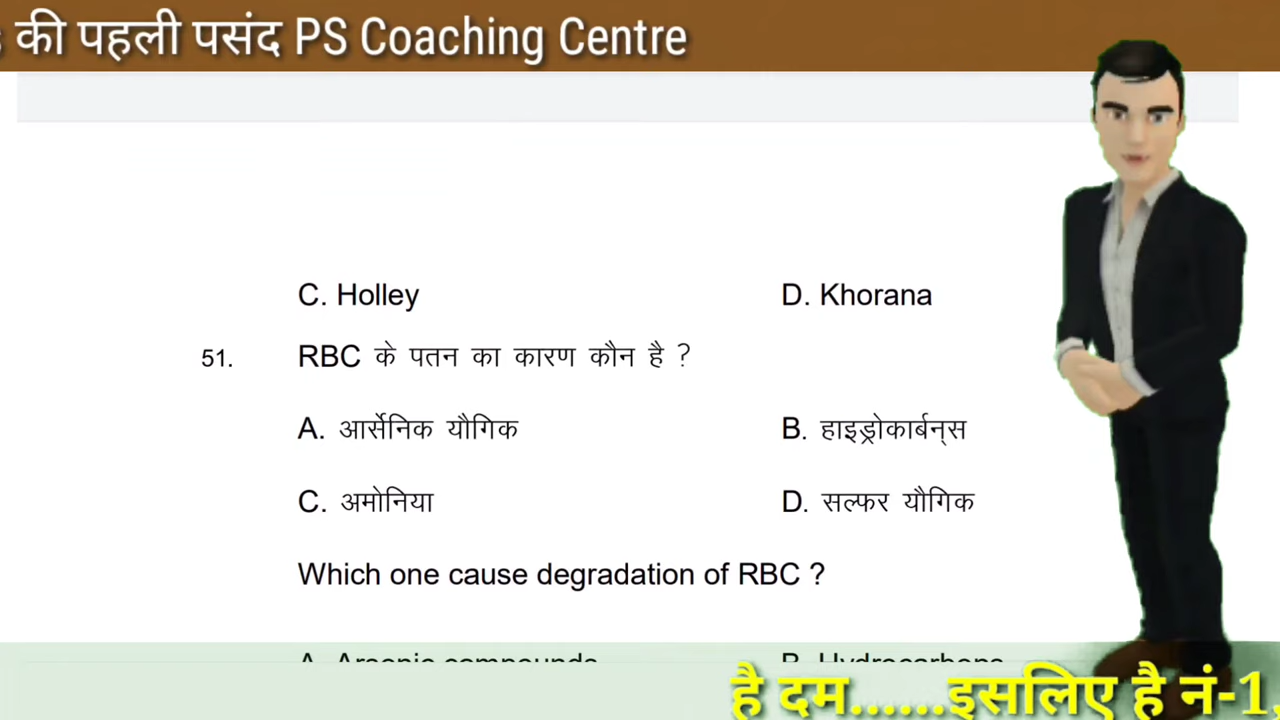 की पहली पसंद PS Coaching Centre
C. Holley D. Khorana
51. RBC के पतन का कारण कौन है ?
A. आर्सेनिक यौगिक B. हाइड्रोकार्बन्स
C. अमोनिया D. सल्फर यौगिक
Which one cause degradation of RBC ?
A. Arsenic compounds B. Hydrocarbons
है दम......इसलिए है नं-1,